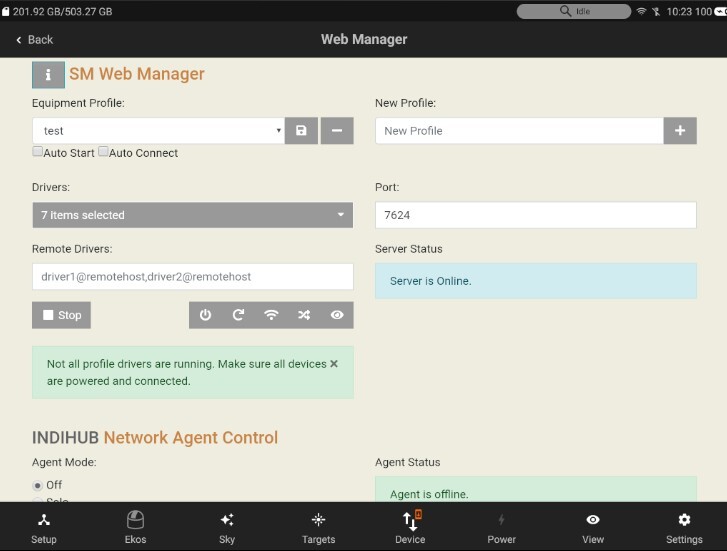 201.92 GB/503.27 GB
Idle
10:23 100
Back
Web Manager
SM Web Manager
Equipment Profile:
New Profile:
test
New Profile
Auto Start Auto Connect
Drivers:
Port:
7 items selected
7624
Remote Drivers:
Server Status
driver1@remotehost,driver2@remotehost
Server is Online.
Stop
Not all profile drivers are running. Make sure all devices
are powered and connected.
INDIHUB Network Agent Control
Agent Mode:
Agent Status
Off
Agent is offline.
Solo
Setup
Ekos
Sky
Targets
Device
Power
View
Settings